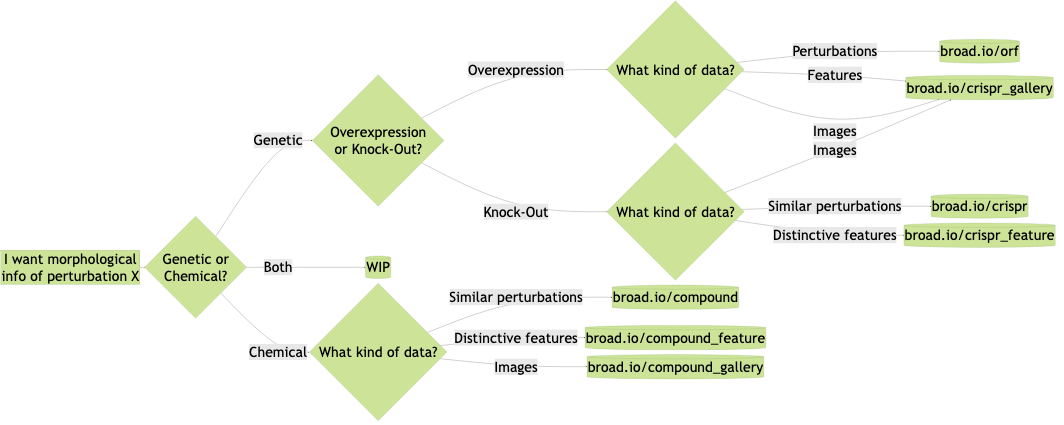 I want morphological
info of perturbation X
Genetic or
Chemical?
Genetic
Both
Chemical
Overexpression
or Knock-Out?
WIP
What kind of data?
Overexpression
Knock-Out
What kind of data?
What kind of data?
Perturbations
Features
Images
Images
Similar perturbations
Distinctive features
broad.io/orf
broad.io/crispr_gallery
broad.io/crispr
broad.io/crispr_feature
Similar perturbations
Distinctive features
Images
broad.io/compound
broad.io/compound_feature
broad.io/compound_gallery